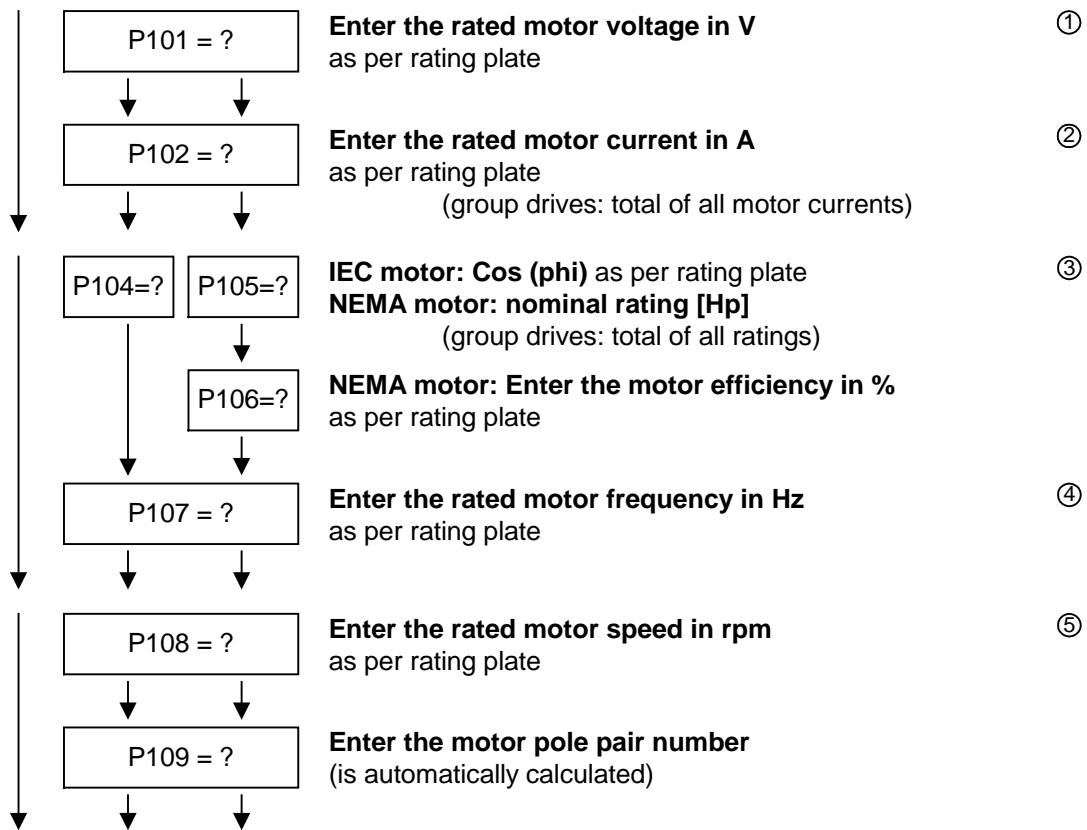 P101 = ?
Enter the rated motor voltage in V
①
as per rating plate
P102 = ?
Enter the rated motor current in A
②
as per rating plate
(group drives: total of all motor currents)
P104=?
P105=?
IEC motor: Cos (phi) as per rating plate
③
NEMA motor: nominal rating [Hp]
(group drives: total of all ratings)
P106=?
NEMA motor: Enter the motor efficiency in %
as per rating plate
P107 = ?
Enter the rated motor frequency in Hz
④
as per rating plate
P108 = ?
Enter the rated motor speed in rpm
⑤
as per rating plate
P109 = ?
Enter the motor pole pair number
(is automatically calculated)